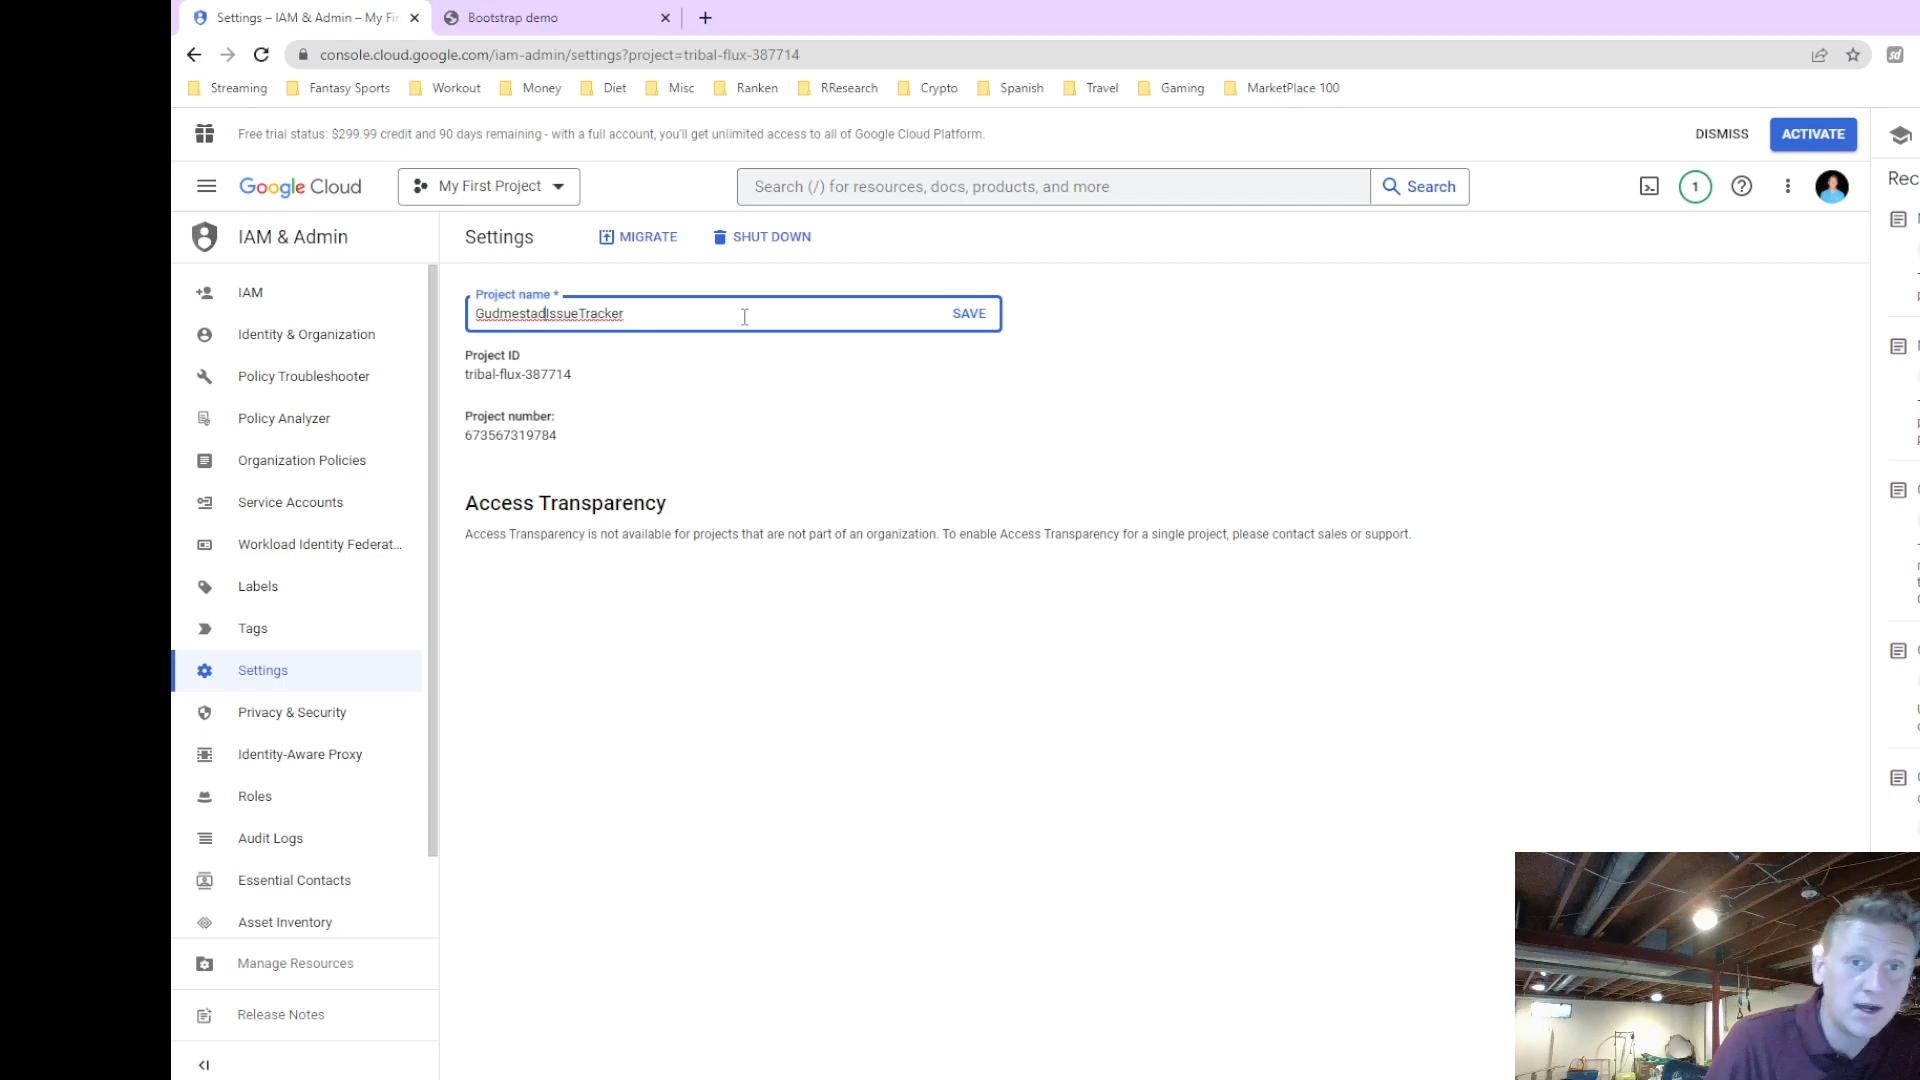 Settings – IAM & Admin – My Fir
Bootstrap demo
console.cloud.google.com/iam-admin/settings?project=tribal-flux-387714
sd
Streaming
Fantasy Sports
Workout
Money
Diet
Misc
Ranken
RResearch
Crypto
Spanish
Travel
Gaming
MarketPlace 100
Free trial status: $299.99 credit and 90 days remaining - with a full account, you'll get unlimited access to all of Google Cloud Platform.
DISMISS
ACTIVATE
Google Cloud
My First Project
Search (/) for resources, docs, products, and more
Search
1
Rec
IAM & Admin
Settings
MIGRATE
SHUT DOWN
IAM
Identity & Organization
Policy Troubleshooter
Policy Analyzer
Organization Policies
Service Accounts
Workload Identity Federat...
Labels
Tags
Settings
Privacy & Security
Identity-Aware Proxy
Roles
Audit Logs
Essential Contacts
Asset Inventory
Manage Resources
Release Notes
Project name *
GudmestadIssueTracker
SAVE
Project ID
tribal-flux-387714
Project number:
673567319784
Access Transparency
Access Transparency is not available for projects that are not part of an organization. To enable Access Transparency for a single project, please contact sales or support.